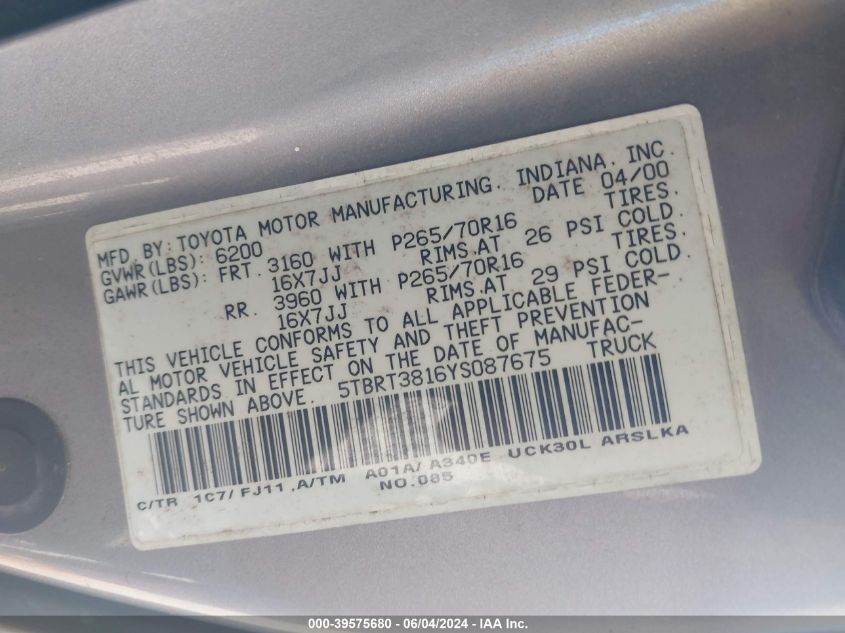 MFD. BY: TOYOTA MOTOR MANUFACTURING, INDIANA, INC.
GVWR(LBS): 6200 DATE 04/00
GAWR(LBS): FRT. 3160 WITH P265/70R16 TIRES.
16X7JJ RIMS.AT 26 PSI COLD.
RR. 3960 WITH P265/70R16 TIRES.
16X7JJ RIMS.AT 29 PSI COLD.
THIS VEHICLE CONFORMS TO ALL APPLICABLE FEDER-
AL MOTOR VEHICLE SAFETY AND THEFT PREVENTION
STANDARDS IN EFFECT ON THE DATE OF MANUFAC-
TURE SHOWN ABOVE. 5TBRT3816YS087675 TRUCK
C/TR 1C7/FJ11 ,A/TM A01A/A340E UCK30L ARSLKA
NO.085
000-39575680 - 06/04/2024 - IAA Inc.